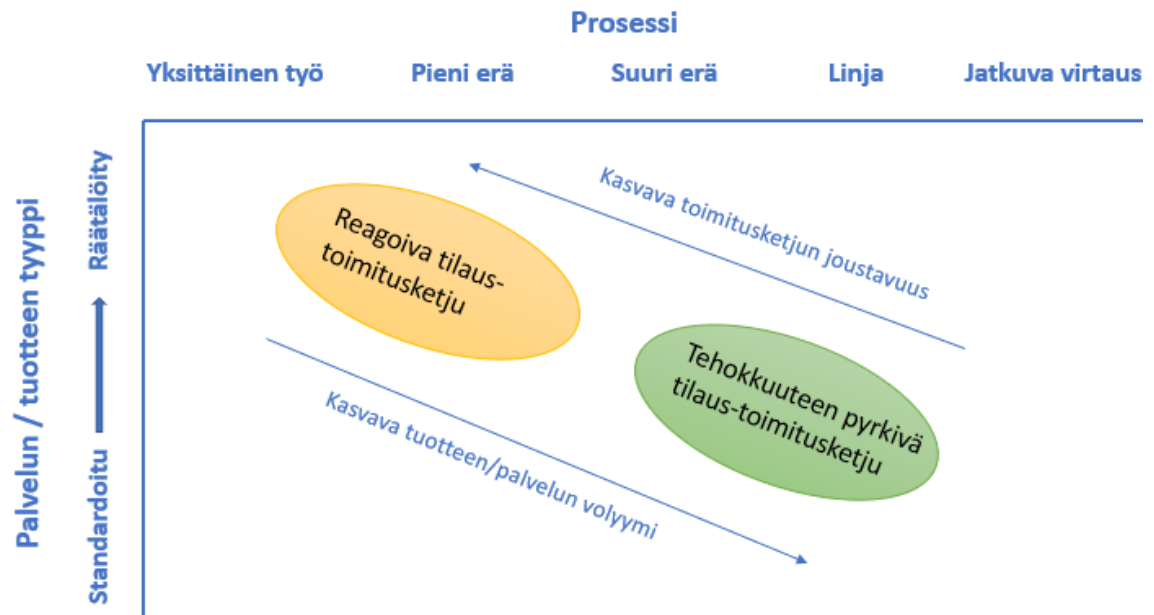 Prosessi
Yksittäinen työ
Pieni erä
Suuri erä
Linja
Jatkuva virtaus
Palvelun / tuotteen tyyppi
Räätälöity
Standardoitu
Kasvava toimitusketjun joustavuus
Reagoiva tilaus-
toimitusketju
Tehokkuuteen pyrkivä
tilaus-toimitusketju
Kasvava tuotteen/palvelun volyymi